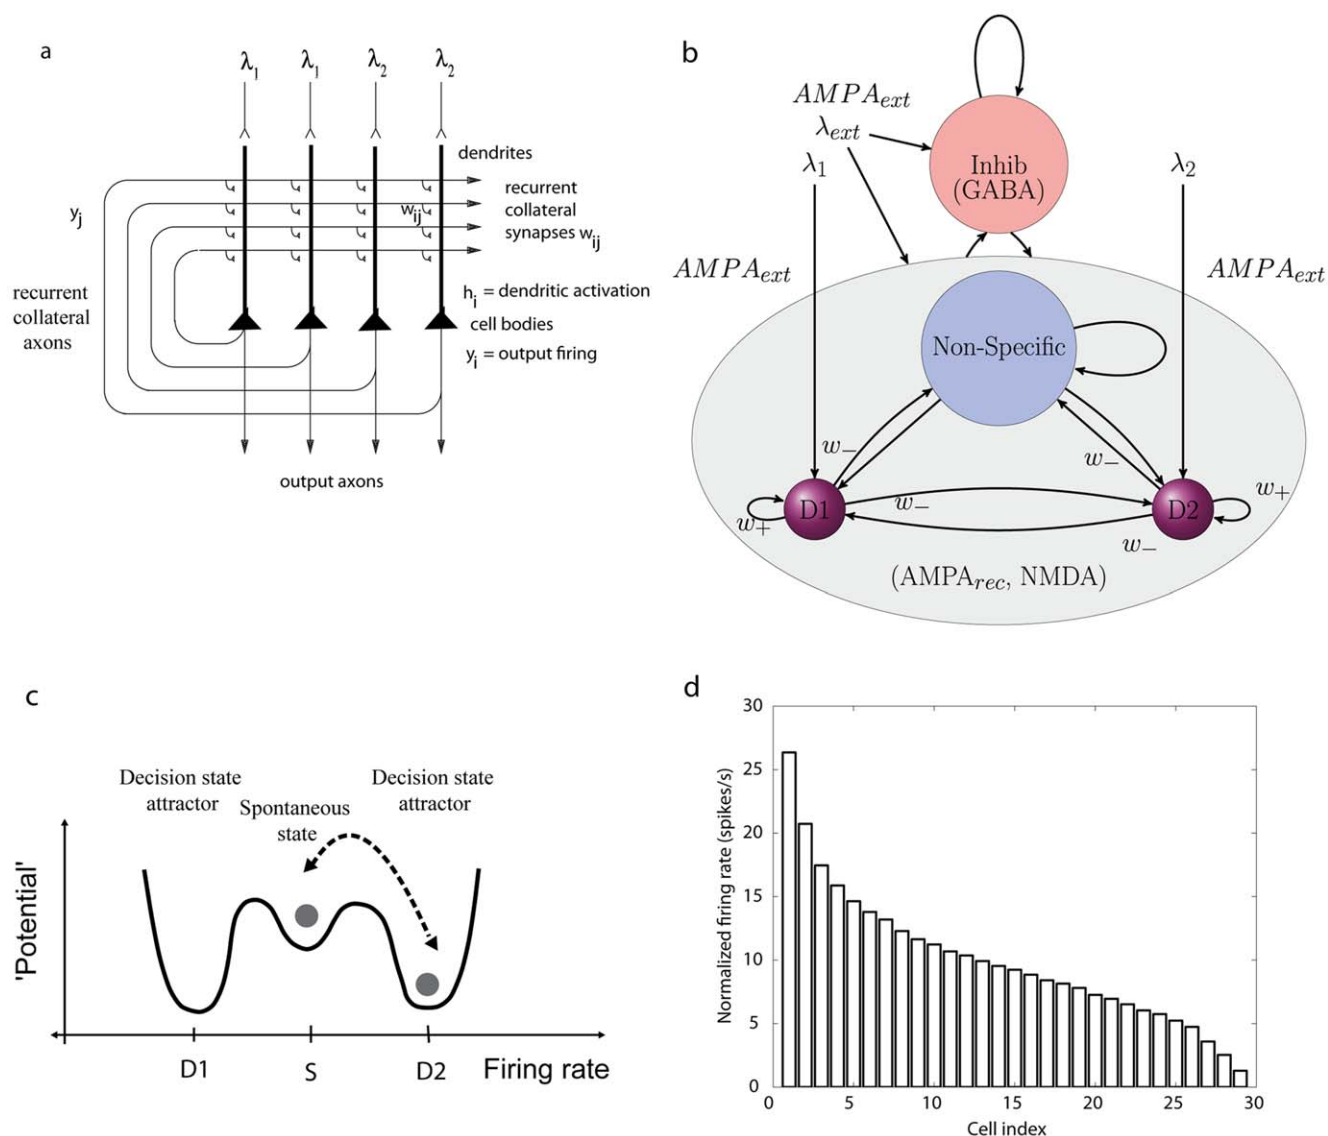 a
λ1 λ1 λ2 λ2
dendrites
recurrent
collateral
synapses wij
yj
wij
recurrent
collateral
axons
hi = dendritic activation
cell bodies
yi = output firing
output axons
b
AMPAext
λext
λ1
λ2
Inhib
(GABA)
AMPAext
AMPAext
Non-Specific
w−
w−
D1
D2
w+
w−
w+
w−
(AMPArec, NMDA)
c
Decision state
attractor
Spontaneous
state
Decision state
attractor
'Potential'
D1 S D2 Firing rate
d
Normalized firing rate (spikes/s)
30
25
20
15
10
5
0
0 5 10 15 20 25 30
Cell index